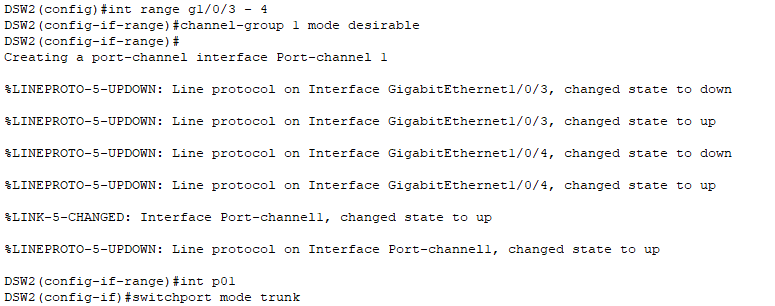 DSW2(config)#int range g1/0/3 - 4
DSW2(config-if-range)#channel-group 1 mode desirable
DSW2(config-if-range)#
Creating a port-channel interface Port-channel 1
%LINEPROTO-5-UPDOWN: Line protocol on Interface GigabitEthernet1/0/3, changed state to down
%LINEPROTO-5-UPDOWN: Line protocol on Interface GigabitEthernet1/0/3, changed state to up
%LINEPROTO-5-UPDOWN: Line protocol on Interface GigabitEthernet1/0/4, changed state to down
%LINEPROTO-5-UPDOWN: Line protocol on Interface GigabitEthernet1/0/4, changed state to up
%LINK-5-CHANGED: Interface Port-channel1, changed state to up
%LINEPROTO-5-UPDOWN: Line protocol on Interface Port-channel1, changed state to up
DSW2(config-if-range)#int po1
DSW2(config-if)#switchport mode trunk